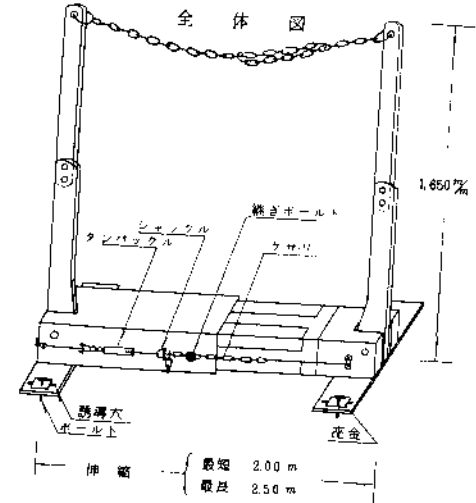 全体図
1,650 m/m
継ぎボールト
シャックル
タンバックル
クサリ
誘導穴
ボールト
座金
伸縮
最短 2.00 m
最長 2.50 m